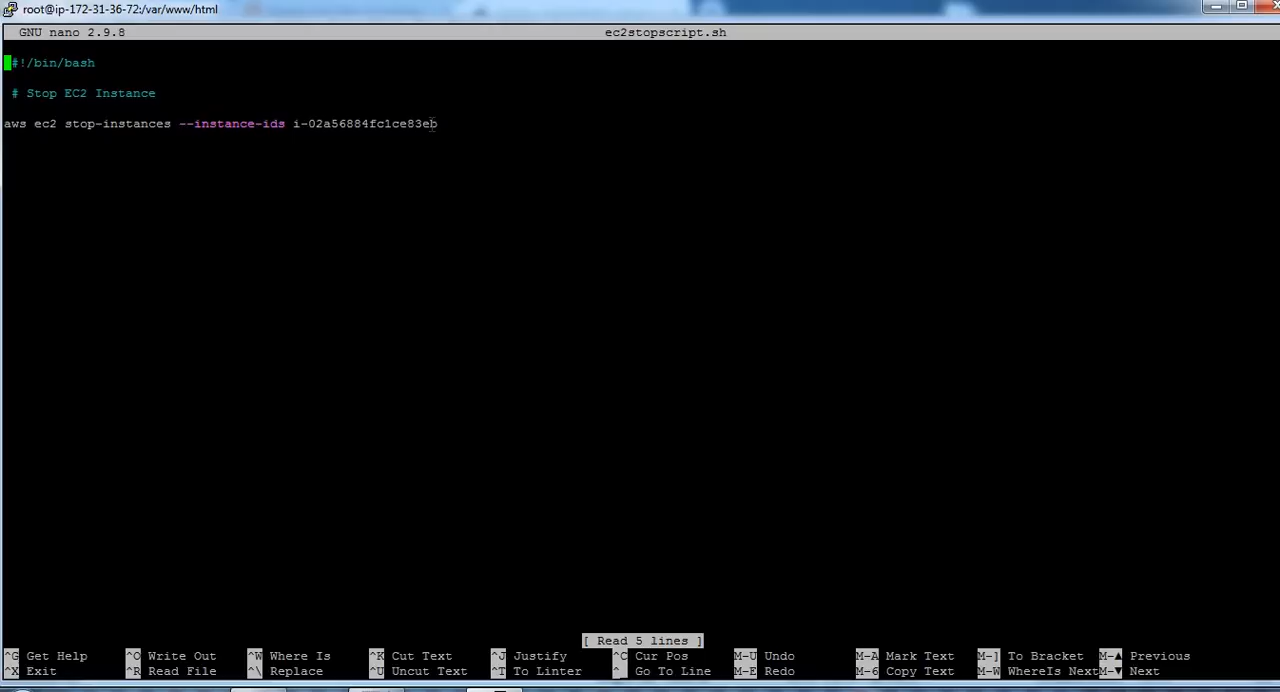 root@ip-172-31-36-72:/var/www/html
GNU nano 2.9.8 ec2stopscript.sh
#!/bin/bash
# Stop EC2 Instance
aws ec2 stop-instances --instance-ids i-02a56884fc1ce83eb
[ Read 5 lines ]
^G Get Help ^O Write Out ^W Where Is ^K Cut Text ^J Justify ^C Cur Pos M-U Undo M-A Mark Text M-] To Bracket M-▲ Previous
^X Exit ^R Read File ^\ Replace ^U Uncut Text ^T To Linter ^_ Go To Line M-E Redo M-6 Copy Text M-W WhereIs Next M-▼ Next